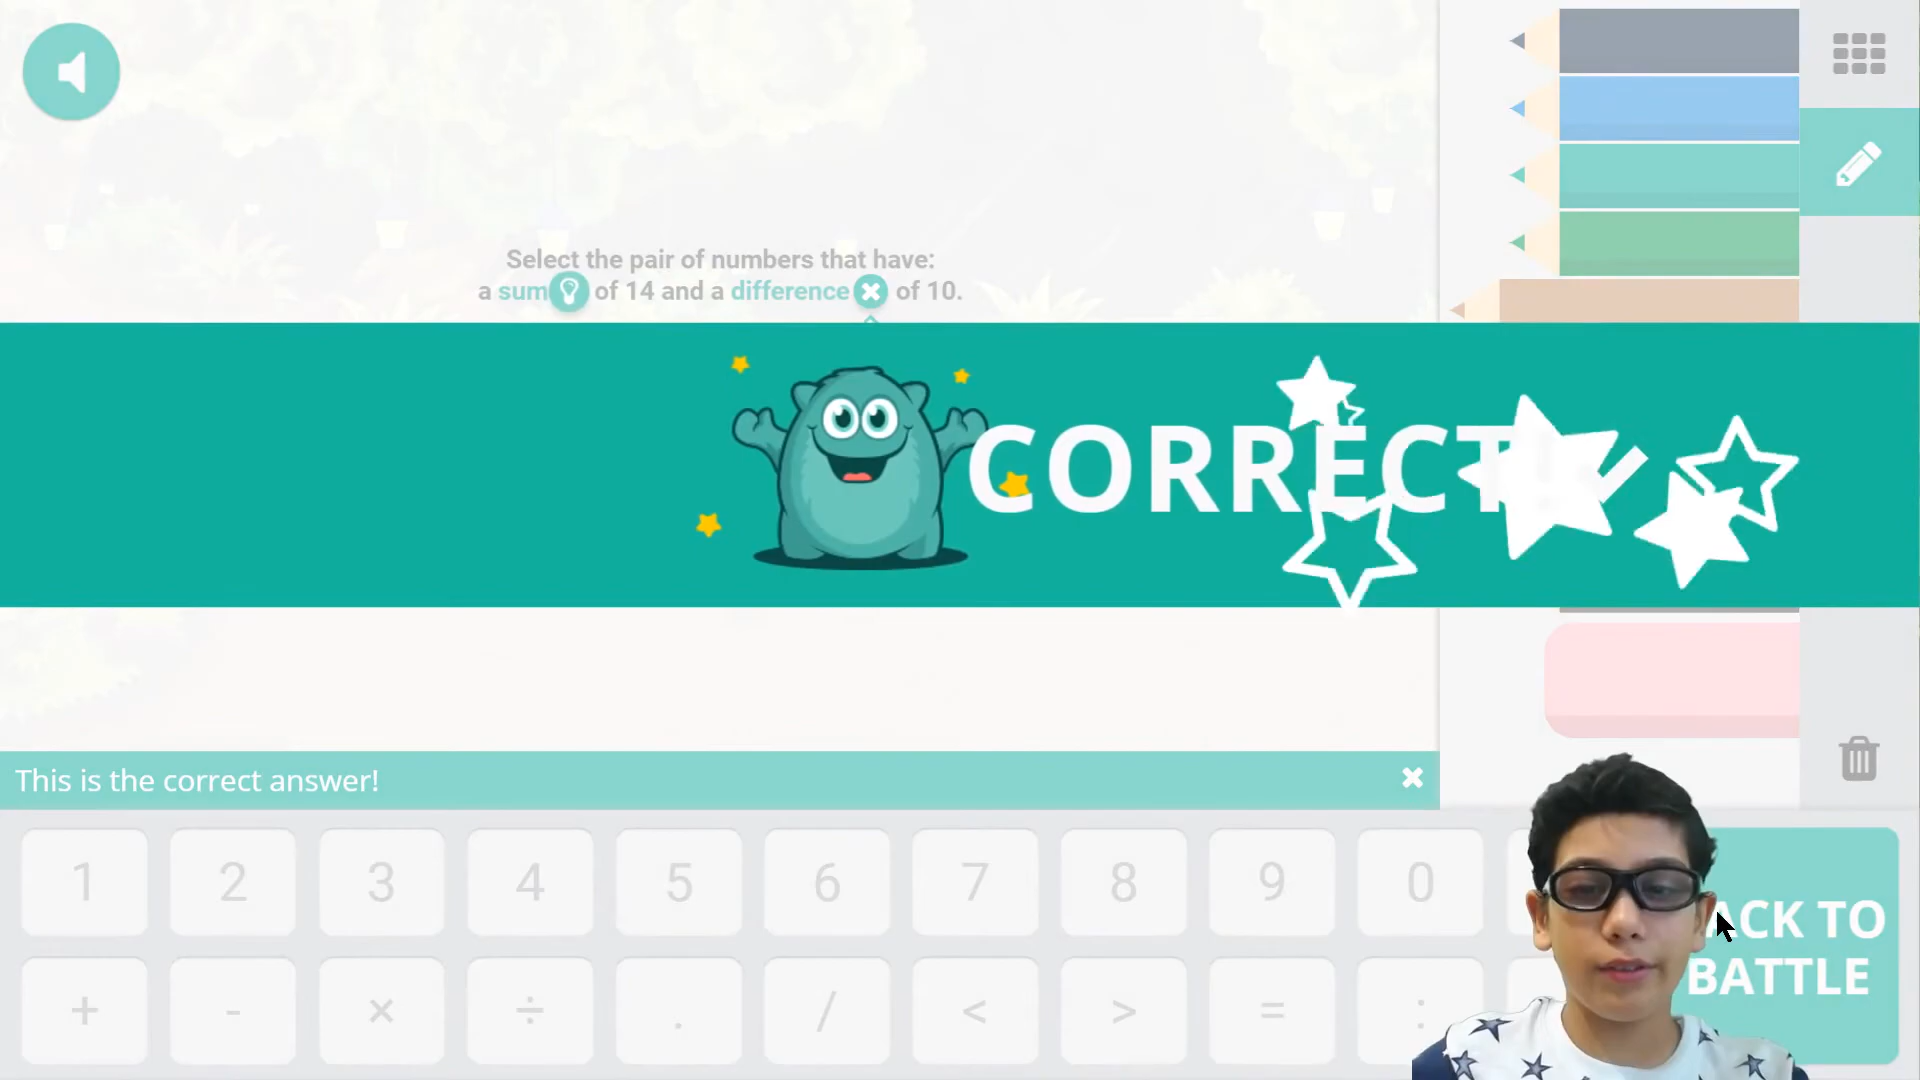 Select the pair of numbers that have:
a sum of 14 and a difference of 10.
CORRECT
This is the correct answer!
1 2 3 4 5 6 7 8 9 0
ACK TO
BATTLE
+ - × ÷ . / < > = :